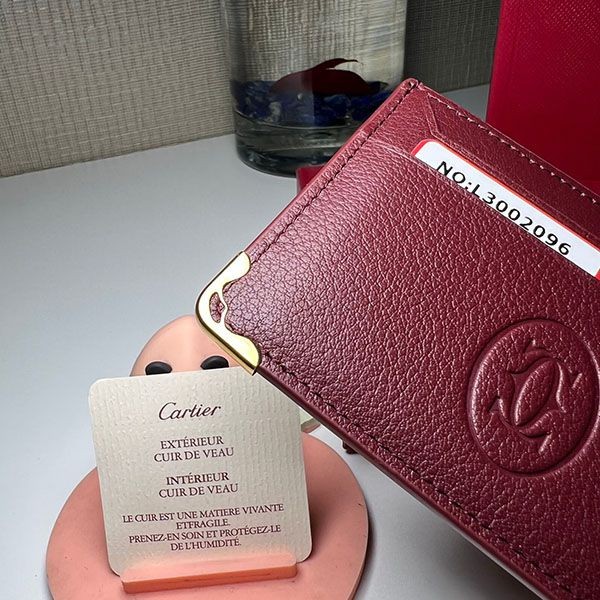 NO:L3002096
Cartier
EXTÉRIEUR
CUIR DE VEAU
INTÉRIEUR
CUIR DE VEAU
LE CUIR EST UNE MATIERE VIVANTE
ETFRAGILE.
PRENEZ-EN SOIN ET PROTÉGEZ-LE
DE L'HUMIDITÉ.